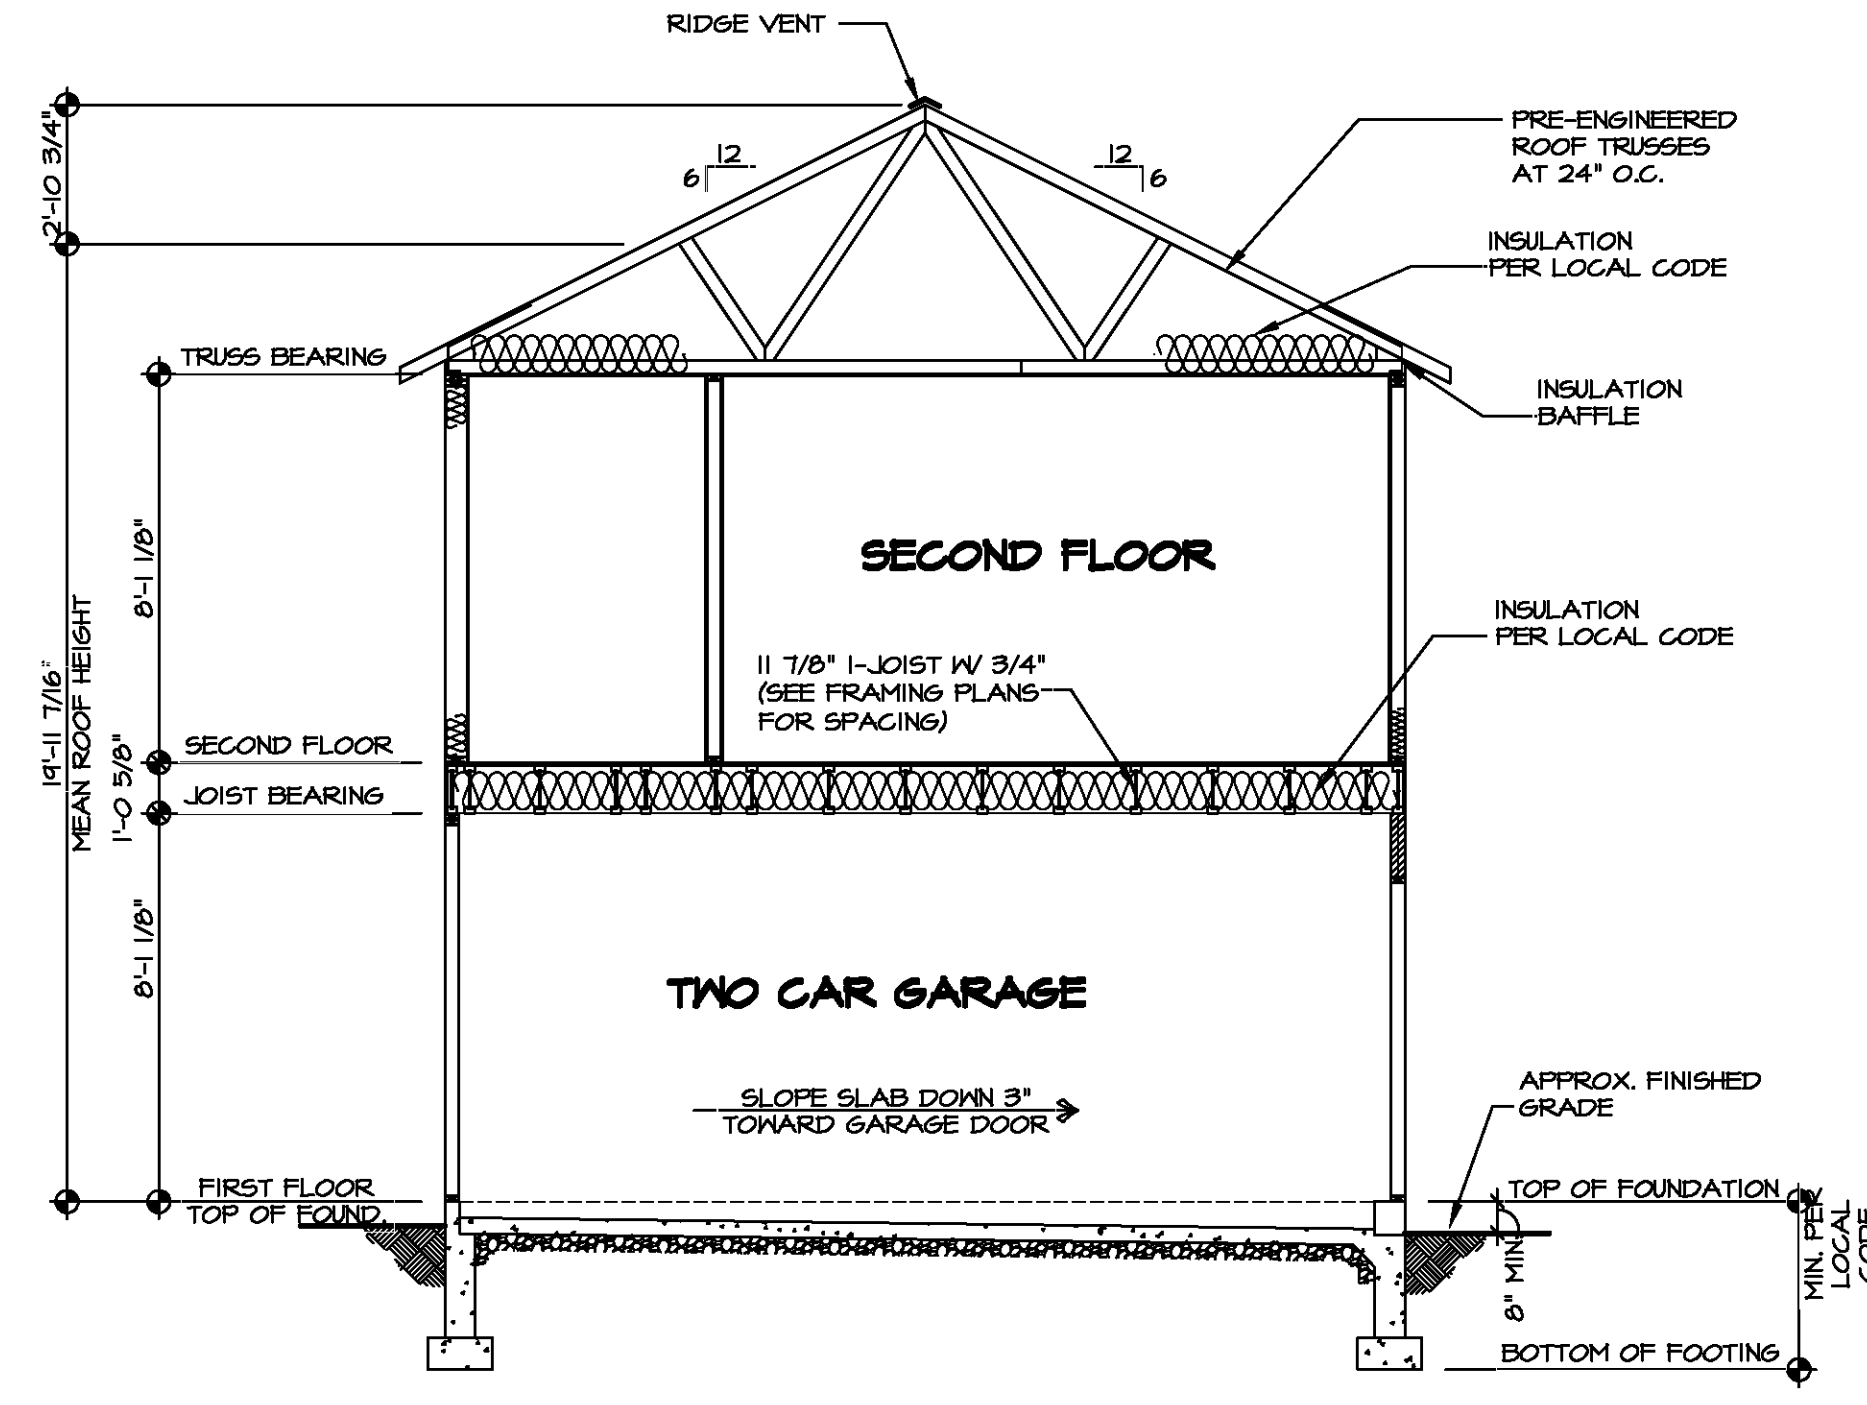 RIDGE VENT
2'-10 3/4"
12
6
12
6
PRE-ENGINEERED
ROOF TRUSSES
AT 24" O.C.
INSULATION
PER LOCAL CODE
TRUSS BEARING
INSULATION
BAFFLE
8'-1 1/8"
SECOND FLOOR
INSULATION
PER LOCAL CODE
11 7/8" I-JOIST W/ 3/4"
(SEE FRAMING PLANS
FOR SPACING)
19'-11 7/16"
MEAN ROOF HEIGHT
SECOND FLOOR
1'-0 5/8"
JOIST BEARING
8'-1 1/8"
TWO CAR GARAGE
SLOPE SLAB DOWN 3"
TOWARD GARAGE DOOR
APPROX. FINISHED
GRADE
FIRST FLOOR
TOP OF FOUND.
TOP OF FOUNDATION
8" MIN.
MIN. PER
LOCAL
CODE
BOTTOM OF FOOTING